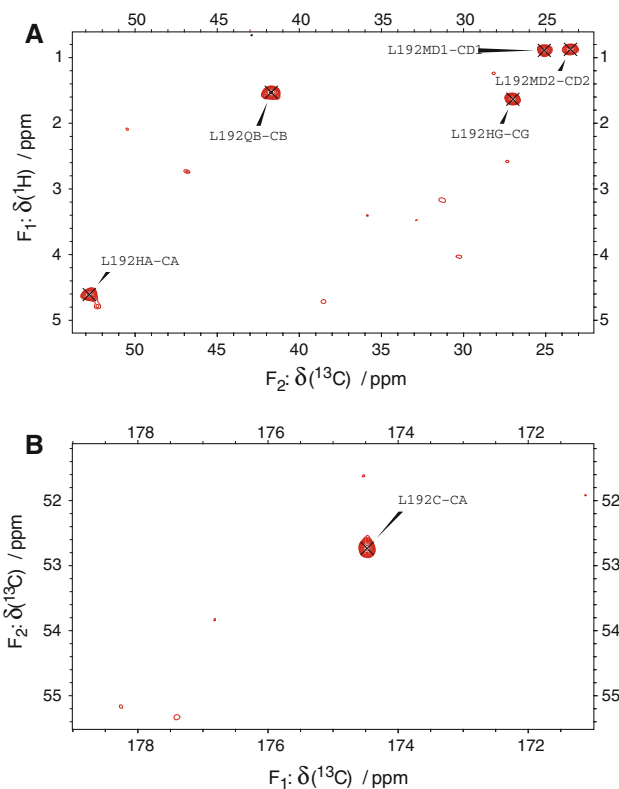 A
50 45 40 35 30 25
1 1
L192MD1-CD1
L192MD2-CD2
L192QB-CB
L192HG-CG
2 2
F1: δ(1H) / ppm
3 3
4 4
L192HA-CA
5 5
50 45 40 35 30 25
F2: δ(13C) / ppm
B
178 176 174 172
52 52
L192C-CA
53 53
F2: δ(13C) / ppm
54 54
55 55
178 176 174 172
F1: δ(13C) / ppm